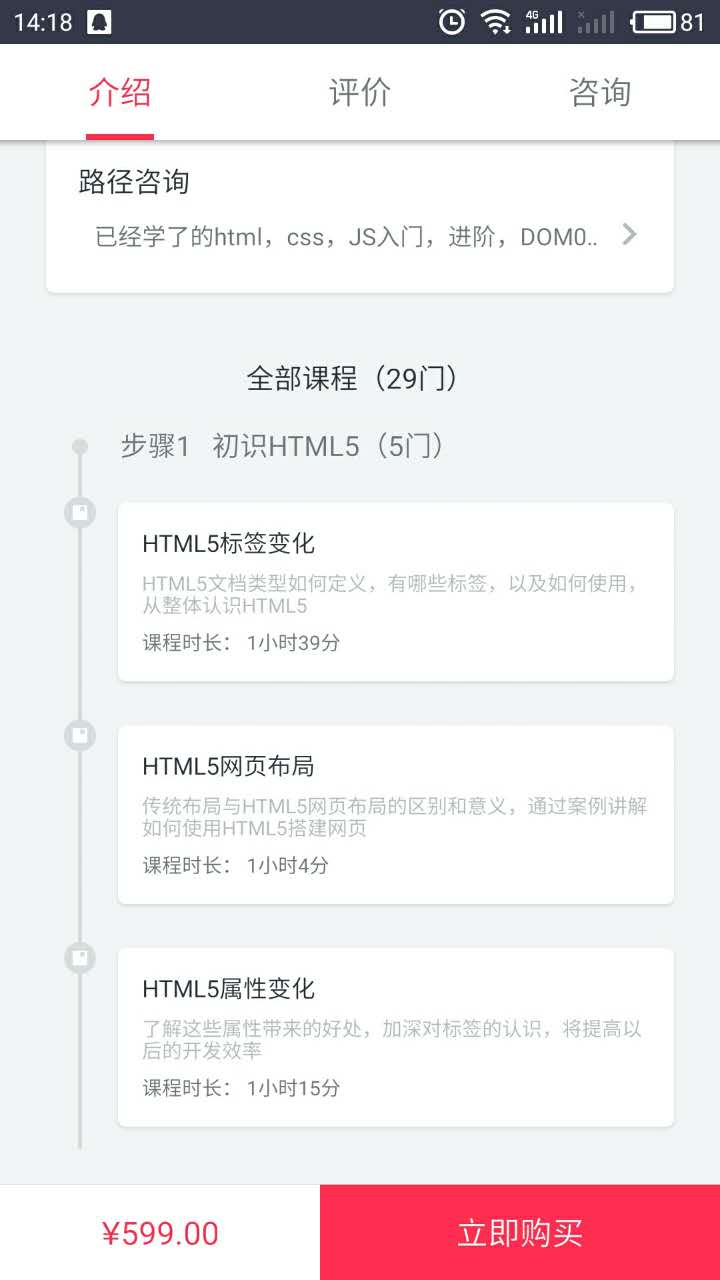 14:18 4G 81
介绍 评价 咨询
路径咨询
已经学了的html，css，JS入门，进阶，DOM0..
全部课程（29门）
步骤1 初识HTML5（5门）
HTML5标签变化
HTML5文档类型如何定义，有哪些标签，以及如何使用，
从整体认识HTML5
课程时长： 1小时39分
HTML5网页布局
传统布局与HTML5网页布局的区别和意义，通过案例讲解
如何使用HTML5搭建网页
课程时长： 1小时4分
HTML5属性变化
了解这些属性带来的好处，加深对标签的认识，将提高以
后的开发效率
课程时长： 1小时15分
¥599.00 立即购买